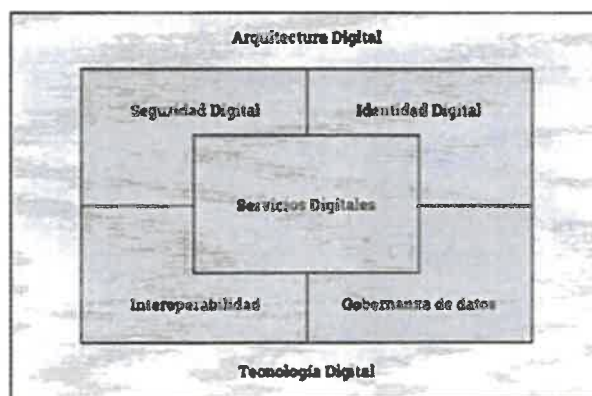 Arquitectura Digital
Seguridad Digital
Identidad Digital
Servicios Digitales
Interoperabilidad
Gobernanza de datos
Tecnología Digital